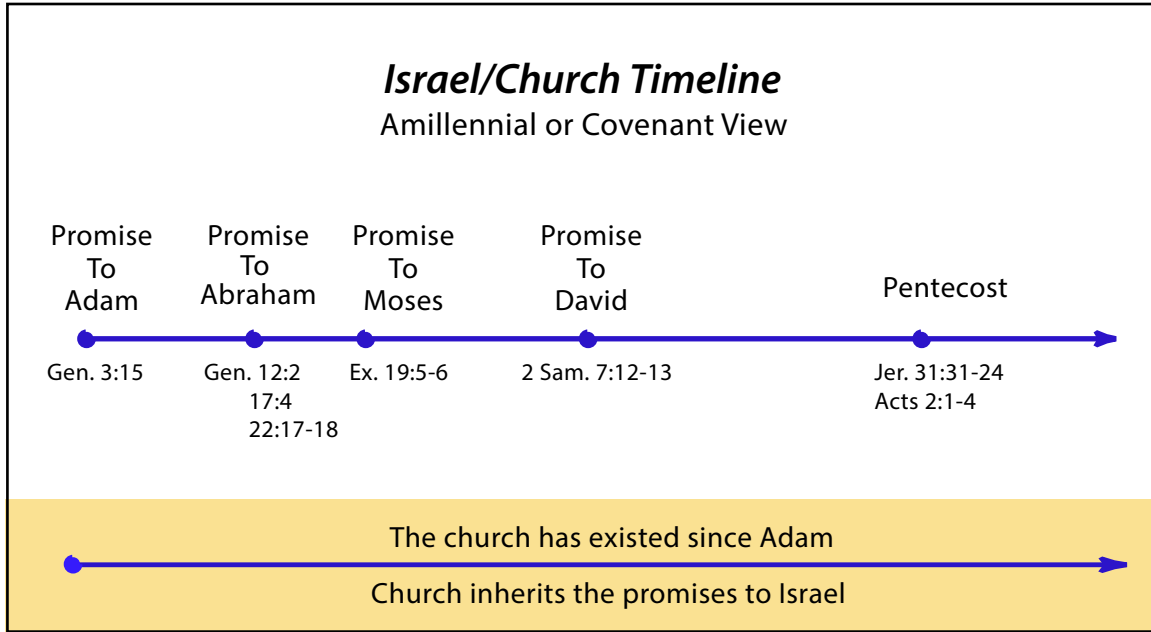 Israel/Church Timeline
Amillennial or Covenant View
Promise
To
Adam
Promise
To
Abraham
Promise
To
Moses
Promise
To
David
Pentecost
Gen. 3:15
Gen. 12:2
17:4
22:17-18
Ex. 19:5-6
2 Sam. 7:12-13
Jer. 31:31-24
Acts 2:1-4
The church has existed since Adam
Church inherits the promises to Israel